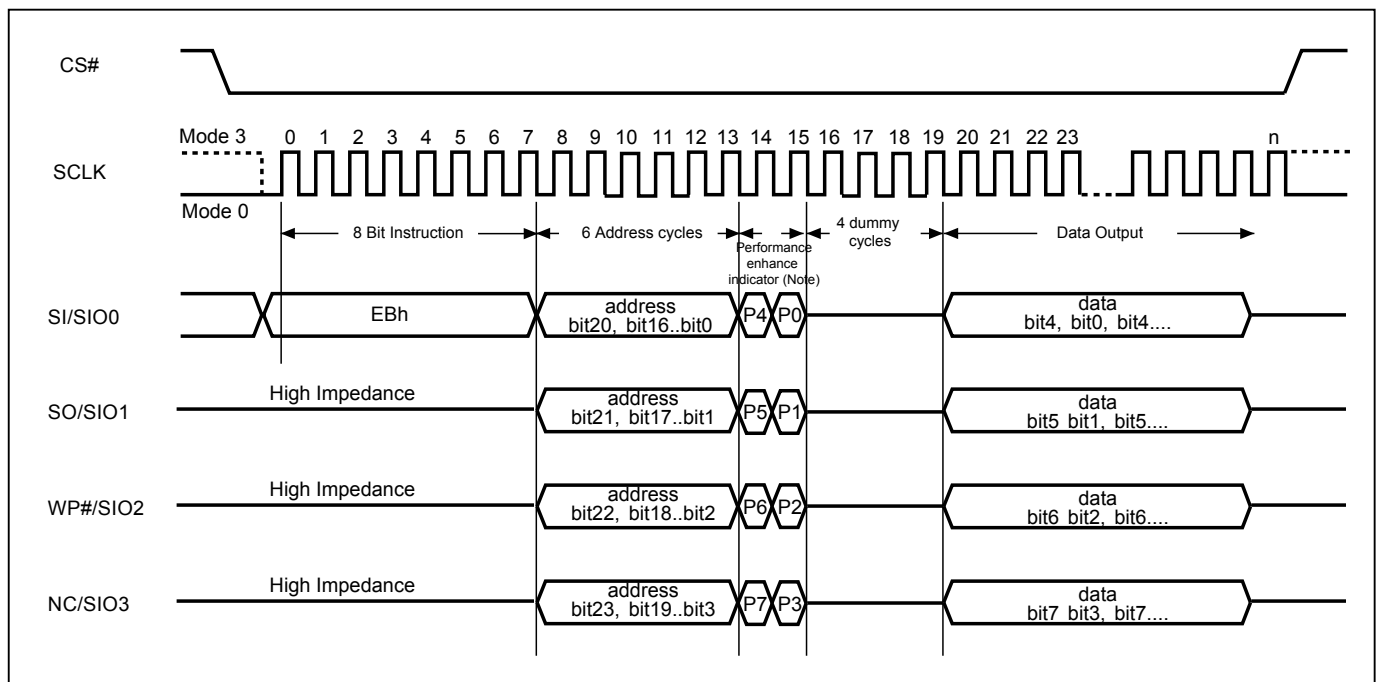 CS#
Mode 3
0 1 2 3 4 5 6 7 8 9 10 11 12 13 14 15 16 17 18 19 20 21 22 23 n
SCLK
Mode 0
8 Bit Instruction
6 Address cycles
Performance
enhance
indicator (Note)
4 dummy
cycles
Data Output
SI/SIO0
EBh
address
bit20, bit16..bit0
P4 P0
data
bit4, bit0, bit4....
SO/SIO1
High Impedance
address
bit21, bit17..bit1
P5 P1
data
bit5 bit1, bit5....
WP#/SIO2
High Impedance
address
bit22, bit18..bit2
P6 P2
data
bit6 bit2, bit6....
NC/SIO3
High Impedance
address
bit23, bit19..bit3
P7 P3
data
bit7 bit3, bit7....